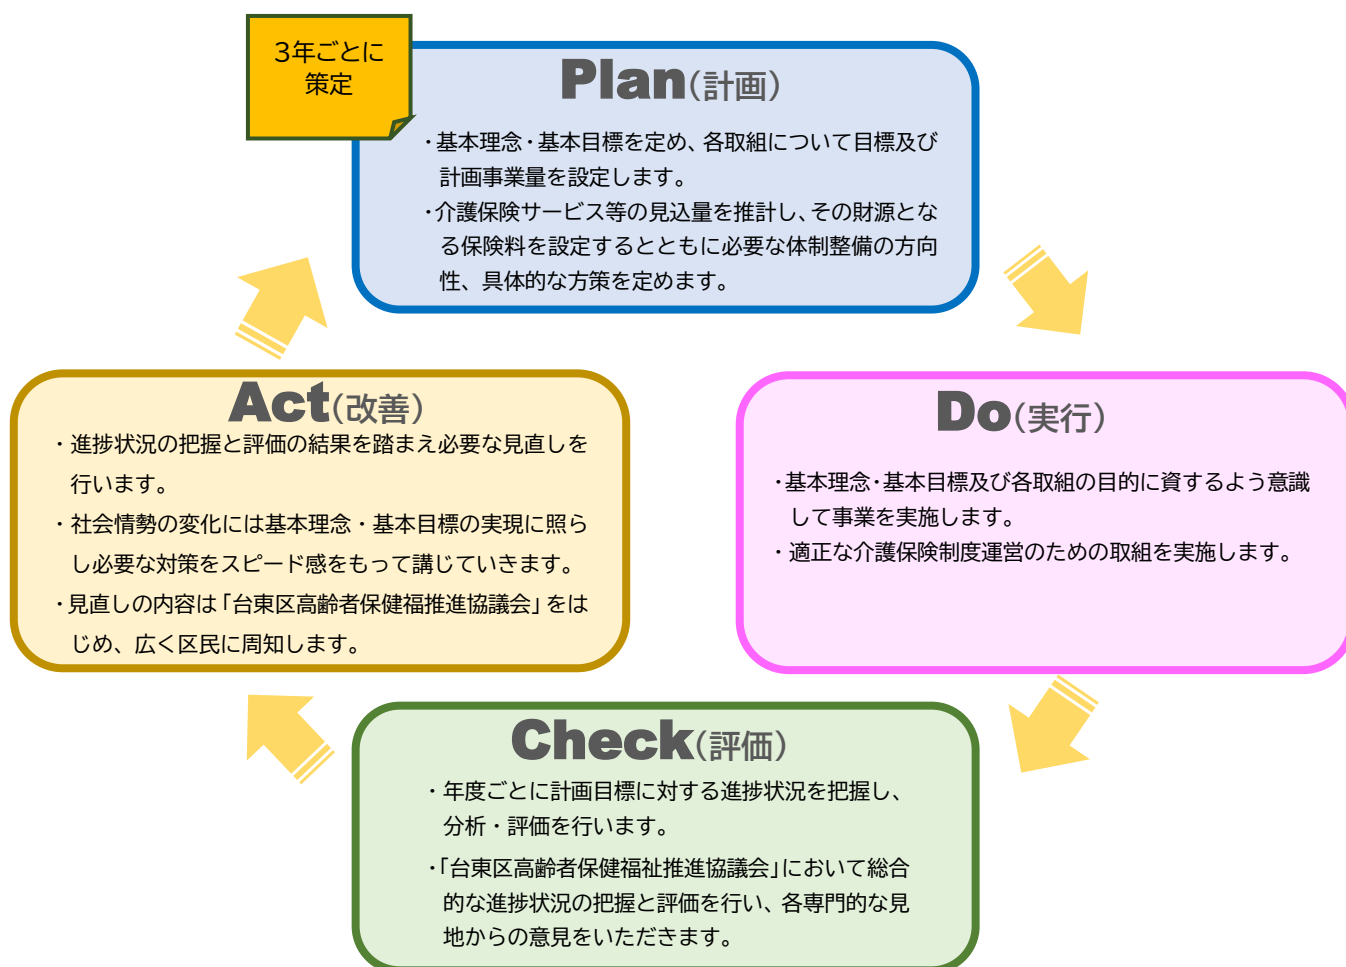 3年ごとに
策定
Plan(計画)
・基本理念・基本目標を定め、各取組について目標及び
計画事業量を設定します。
・介護保険サービス等の見込量を推計し、その財源とな
る保険料を設定するとともに必要な体制整備の方向
性、具体的な方策を定めます。
Do(実行)
・基本理念・基本目標及び各取組の目的に資するよう意識
して事業を実施します。
・適正な介護保険制度運営のための取組を実施します。
Check(評価)
・年度ごとに計画目標に対する進捗状況を把握し、
分析・評価を行います。
・「台東区高齢者保健福祉推進協議会」において総合
的な進捗状況の把握と評価を行い、各専門的な見
地からの意見をいただきます。
Act(改善)
・進捗状況の把握と評価の結果を踏まえ必要な見直しを
行います。
・社会情勢の変化には基本理念・基本目標の実現に照ら
し必要な対策をスピード感をもって講じていきます。
・見直しの内容は「台東区高齢者保健福推進協議会」をは
じめ、広く区民に周知します。